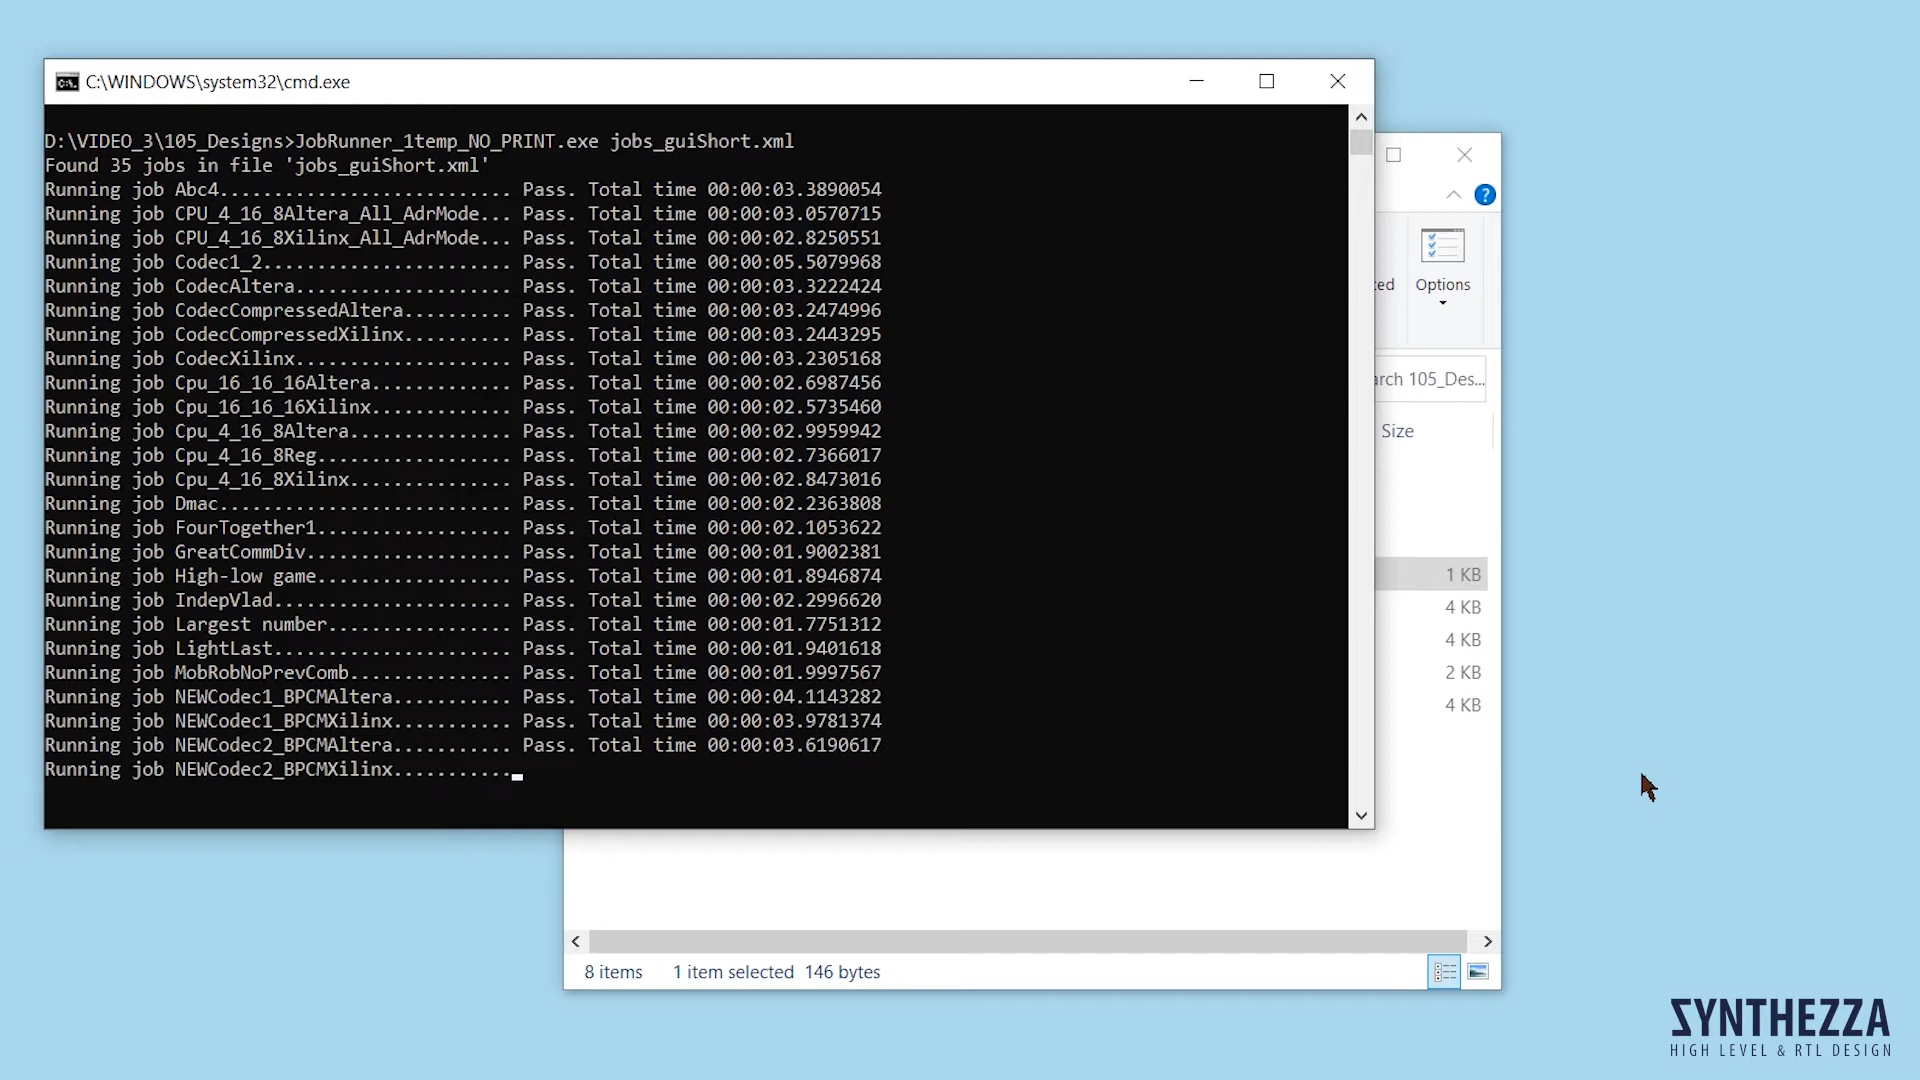 C:\WINDOWS\system32\cmd.exe
D:\VIDEO_3\105_Designs>JobRunner_1temp_NO_PRINT.exe jobs_guiShort.xml
Found 35 jobs in file 'jobs_guiShort.xml'
Running job Abc4........................... Pass. Total time 00:00:03.3890054
Running job CPU_4_16_8Altera_All_AdrMode... Pass. Total time 00:00:03.0570715
Running job CPU_4_16_8Xilinx_All_AdrMode... Pass. Total time 00:00:02.8250551
Running job Codec1_2....................... Pass. Total time 00:00:05.5079968
Running job CodecAltera.................... Pass. Total time 00:00:03.3222424
Running job CodecCompressedAltera.......... Pass. Total time 00:00:03.2474996
Running job CodecCompressedXilinx.......... Pass. Total time 00:00:03.2443295
Running job CodecXilinx.................... Pass. Total time 00:00:03.2305168
Running job Cpu_16_16_16Altera............. Pass. Total time 00:00:02.6987456
Running job Cpu_16_16_16Xilinx............. Pass. Total time 00:00:02.5735460
Running job Cpu_4_16_8Altera............... Pass. Total time 00:00:02.9959942
Running job Cpu_4_16_8Reg.................. Pass. Total time 00:00:02.7366017
Running job Cpu_4_16_8Xilinx............... Pass. Total time 00:00:02.8473016
Running job Dmac........................... Pass. Total time 00:00:02.2363808
Running job FourTogether1.................. Pass. Total time 00:00:02.1053622
Running job GreatCommDiv................... Pass. Total time 00:00:01.9002381
Running job High-low game.................. Pass. Total time 00:00:01.8946874
Running job IndepVlad...................... Pass. Total time 00:00:02.2996620
Running job Largest number................. Pass. Total time 00:00:01.7751312
Running job LightLast...................... Pass. Total time 00:00:01.9401618
Running job MobRobNoPrevComb............... Pass. Total time 00:00:01.9997567
Running job NEWCodec1_BPCMAltera........... Pass. Total time 00:00:04.1143282
Running job NEWCodec1_BPCMXilinx........... Pass. Total time 00:00:03.9781374
Running job NEWCodec2_BPCMAltera........... Pass. Total time 00:00:03.6190617
Running job NEWCodec2_BPCMXilinx...........
Options
105_Des...
Size
1 KB
4 KB
4 KB
2 KB
4 KB
8 items 1 item selected 146 bytes
SYNTHEZZA
HIGH LEVEL & RTL DESIGN